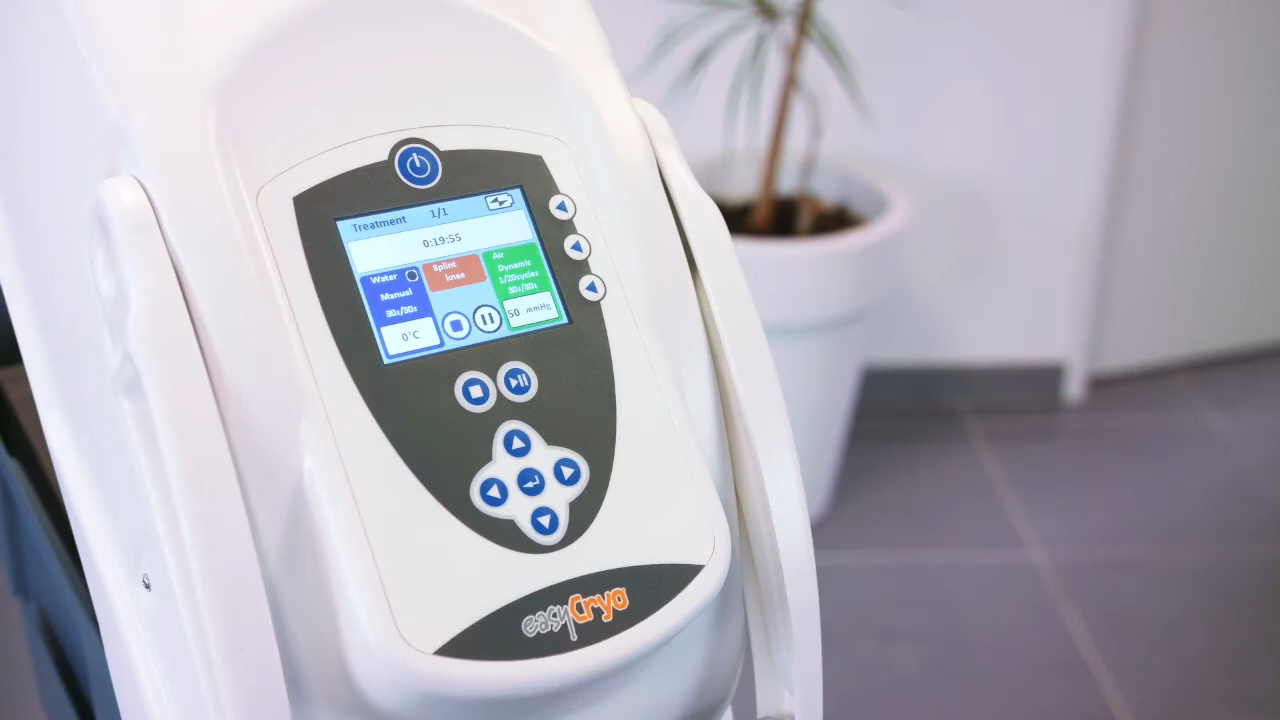 Treatment 1/1
0:19:55
Water
Manual
30s/30s
0°C
Splint
knee
Air
Dynamic
1/20cycles
30s/30s
50 mmHg
easyCryo